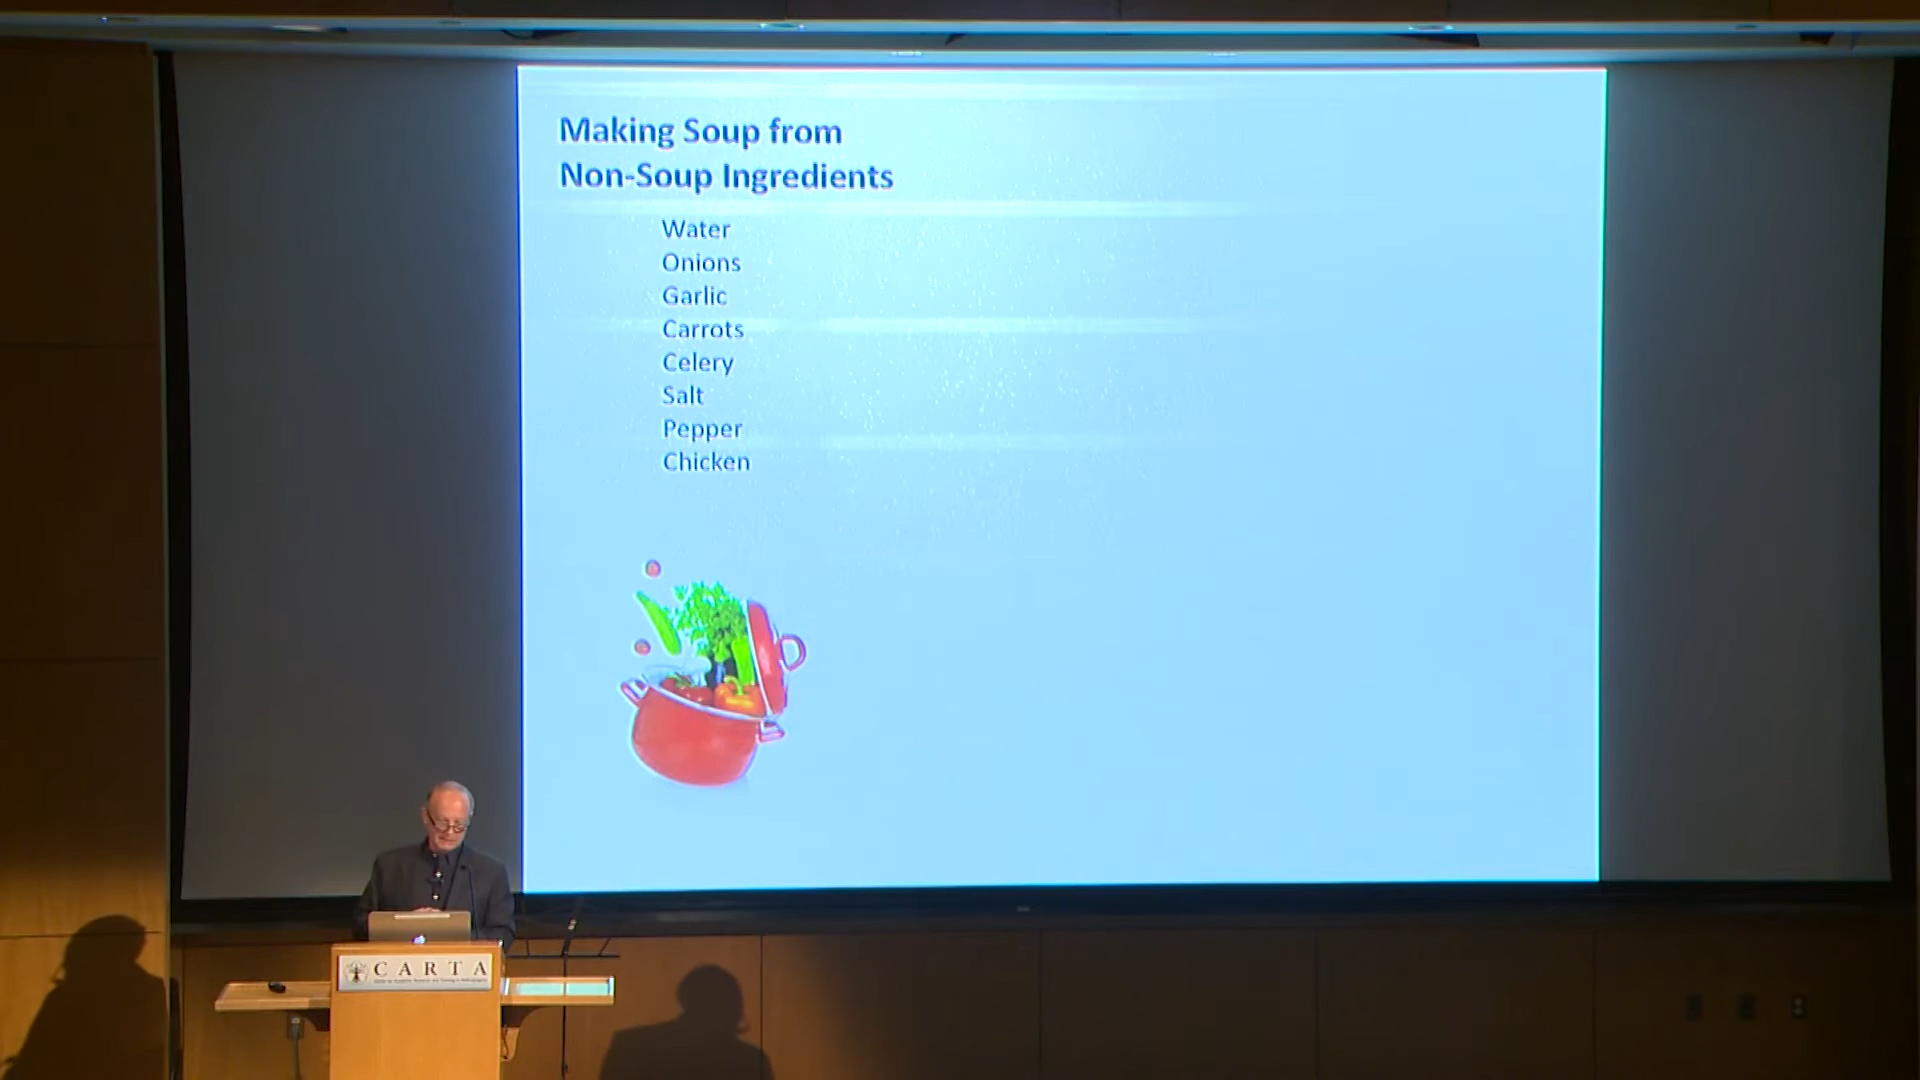 Making Soup from
Non-Soup Ingredients
Water
Onions
Garlic
Carrots
Celery
Salt
Pepper
Chicken
CARTA